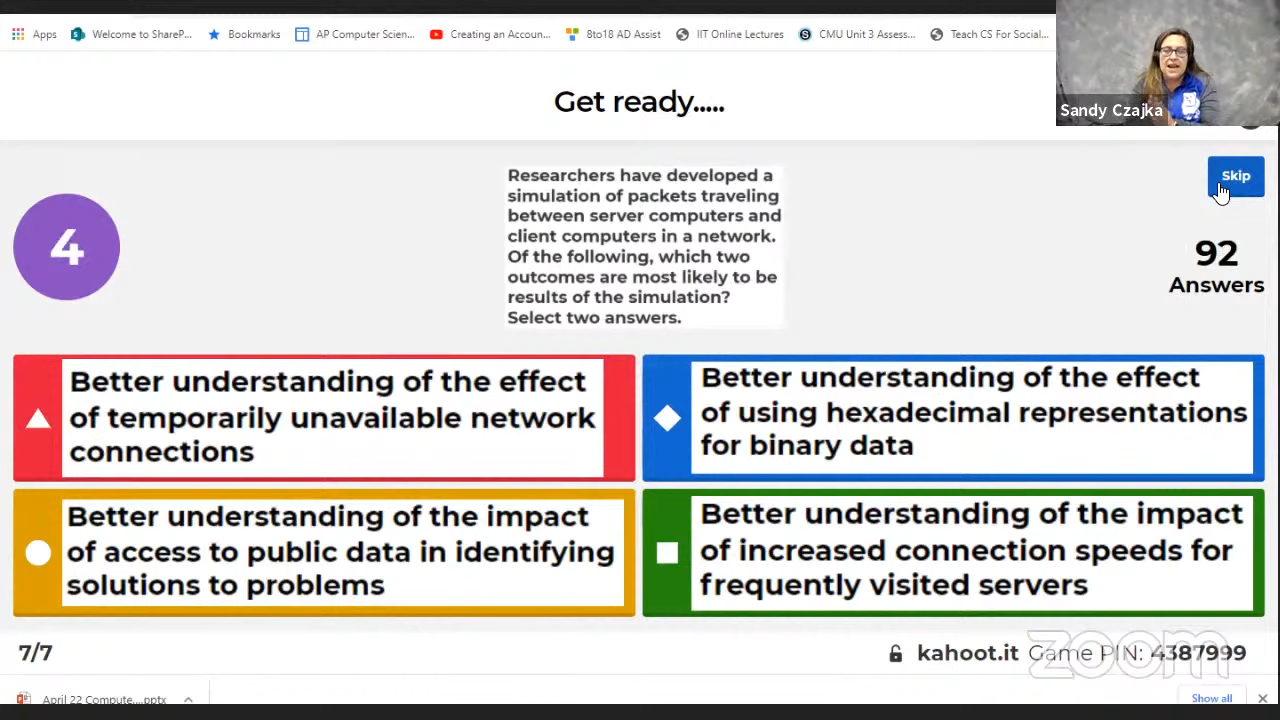 Apps Welcome to ShareP... Bookmarks AP Computer Scien... Creating an Accoun... 8to18 AD Assist IIT Online Lectures CMU Unit 3 Assess... Teach CS For Social...
Sandy Czajka
Get ready.....
Skip
4
Researchers have developed a
simulation of packets traveling
between server computers and
client computers in a network.
Of the following, which two
outcomes are most likely to be
results of the simulation?
Select two answers.
92
Answers
Better understanding of the effect
of temporarily unavailable network
connections
Better understanding of the effect
of using hexadecimal representations
for binary data
Better understanding of the impact
of access to public data in identifying
solutions to problems
Better understanding of the impact
of increased connection speeds for
frequently visited servers
7/7
kahoot.it Game PIN: 4387999
zoom
April 22 Compute....pptx
Show all